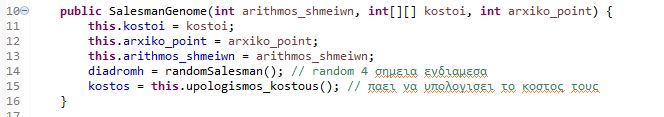 10 public SalesmanGenome(int arithmos_shmeiwn, int[][] kostoi, int arxiko_point) {
11 this.kostoi = kostoi;
12 this.arxiko_point = arxiko_point;
13 this.arithmos_shmeiwn = arithmos_shmeiwn;
14 diadromh = randomSalesman(); // random 4 σημεια ενδιαμεσα
15 kostos = this.upologismos_kostous(); // παει να υπολογισει το κοστος τους
16 }